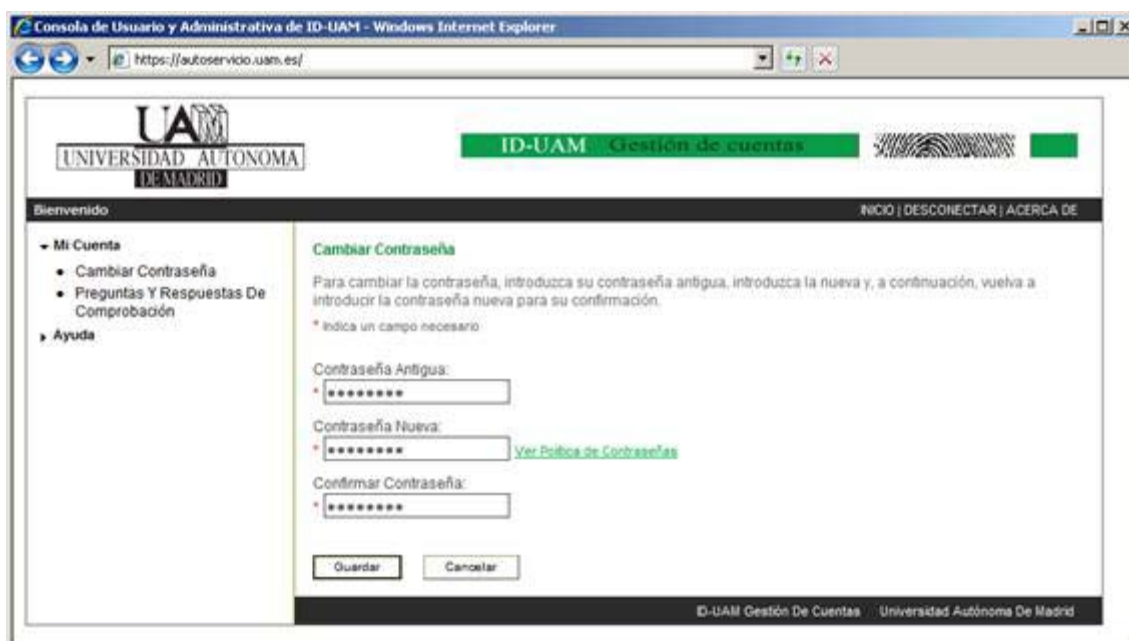 Consola de Usuario y Administrativa de ID-UAM - Windows Internet Explorer
https://autoservicio.uam.es/
UAM
UNIVERSIDAD AUTONOMA
DE MADRID
ID-UAM Gestión de cuentas
Bienvenido
INICIO | DESCONECTAR | ACERCA DE
Mi Cuenta
Cambiar Contraseña
Preguntas Y Respuestas De
Comprobación
Ayuda
Cambiar Contraseña
Para cambiar la contraseña, introduzca su contraseña antigua, introduzca la nueva y, a continuación, vuelva a
introducir la contraseña nueva para su confirmación.
* Indica un campo necesario
Contraseña Antigua:
* ••••••••
Contraseña Nueva:
* •••••••• Ver Política de Contraseñas
Confirmar Contraseña:
* ••••••••
Guardar Cancelar
ID-UAM Gestión De Cuentas Universidad Autónoma De Madrid